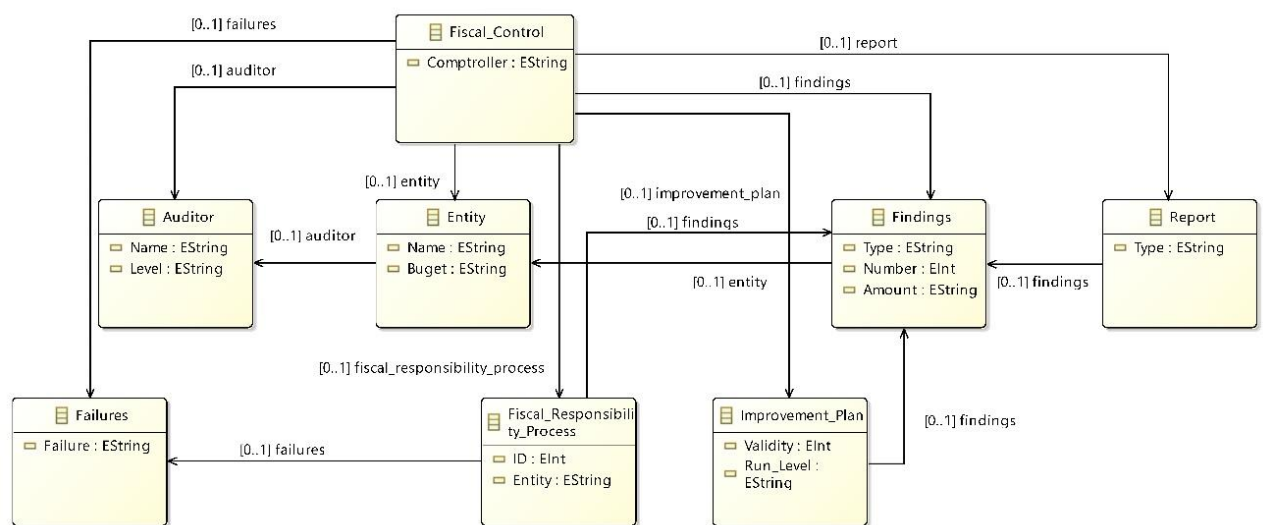 [0..1] failures
Fiscal_Control
[0..1] report
Comptroller : EString
[0..1] auditor
[0..1] findings
[0..1] entity
[0..1] improvement_plan
Auditor
Name : EString
Level : EString
[0..1] auditor
Entity
Name : EString
Buget : EString
[0..1] findings
[0..1] entity
Findings
Type : EString
Number : EInt
Amount : EString
[0..1] findings
Report
Type : EString
[0..1] fiscal_responsibility_process
Failures
Failure : EString
[0..1] failures
Fiscal_Responsibili
ty_Process
ID : EInt
Entity : EString
Improvement_Plan
Validity : EInt
Run_Level :
EString
[0..1] findings